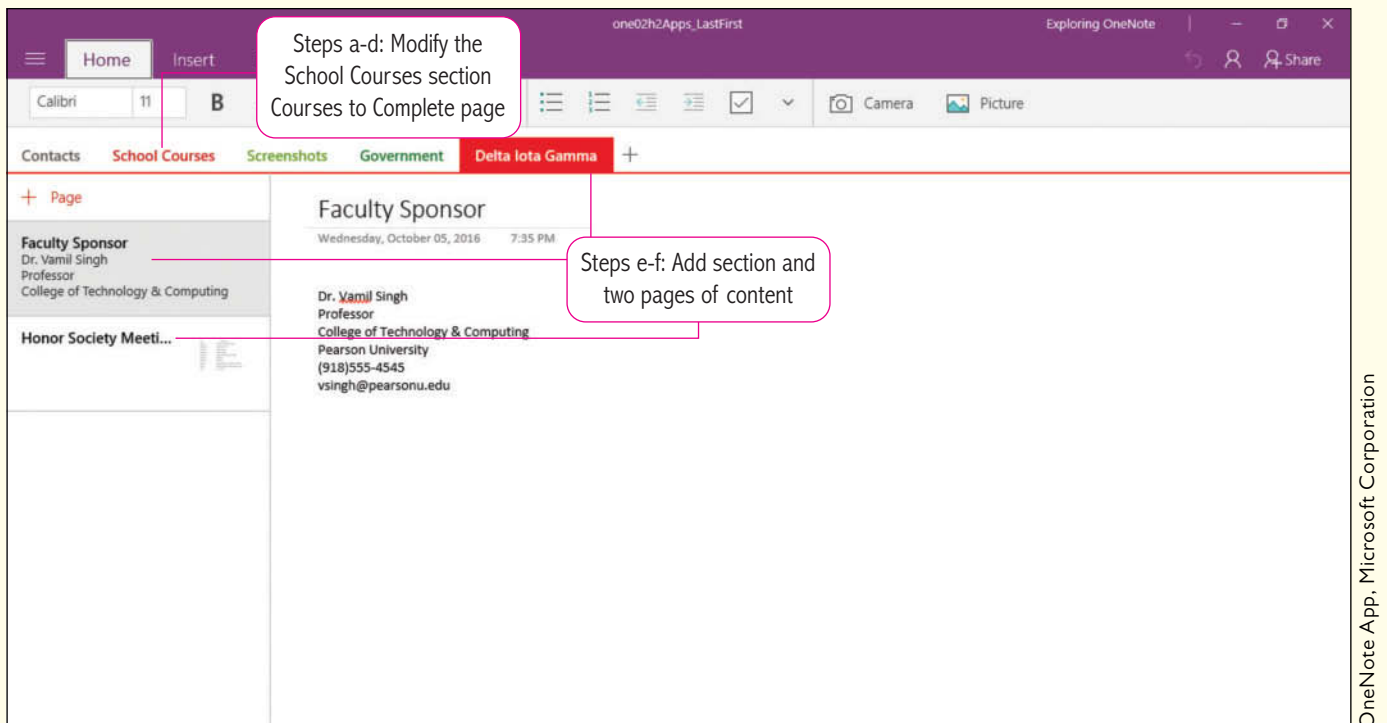 one02h2Apps_LastFirst
Exploring OneNote
Home
Insert
Share
Steps a-d: Modify the
School Courses section
Courses to Complete page
Calibri
11
B
Camera
Picture
Contacts
School Courses
Screenshots
Government
Delta Iota Gamma
+ Page
Faculty Sponsor
Dr. Vamil Singh
Professor
College of Technology & Computing
Honor Society Meeti...
Faculty Sponsor
Wednesday, October 05, 2016 7:35 PM
Steps e-f: Add section and
two pages of content
Dr. Vamil Singh
Professor
College of Technology & Computing
Pearson University
(918)555-4545
vsingh@pearsonu.edu
OneNote App, Microsoft Corporation